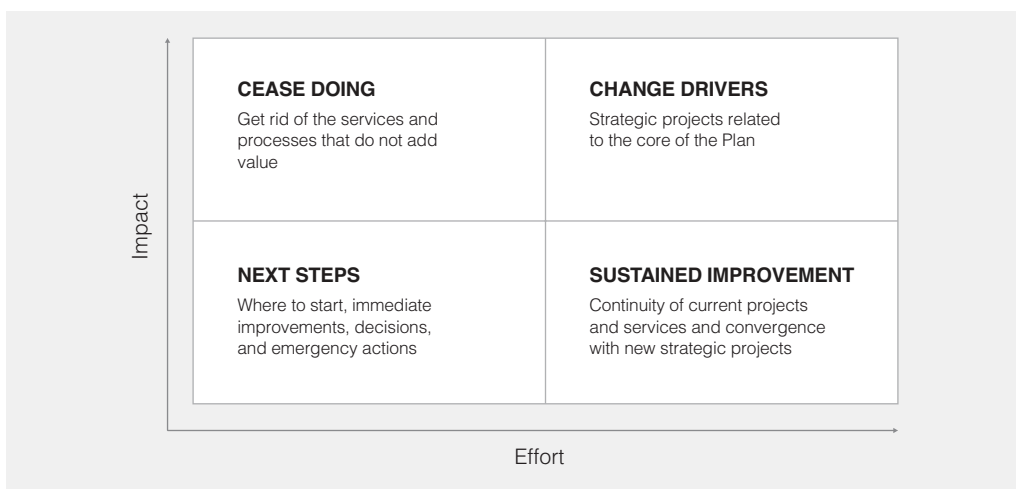 CEASE DOING
Get rid of the services and
processes that do not add
value
CHANGE DRIVERS
Strategic projects related
to the core of the Plan
Impact
NEXT STEPS
Where to start, immediate
improvements, decisions,
and emergency actions
SUSTAINED IMPROVEMENT
Continuity of current projects
and services and convergence
with new strategic projects
Effort